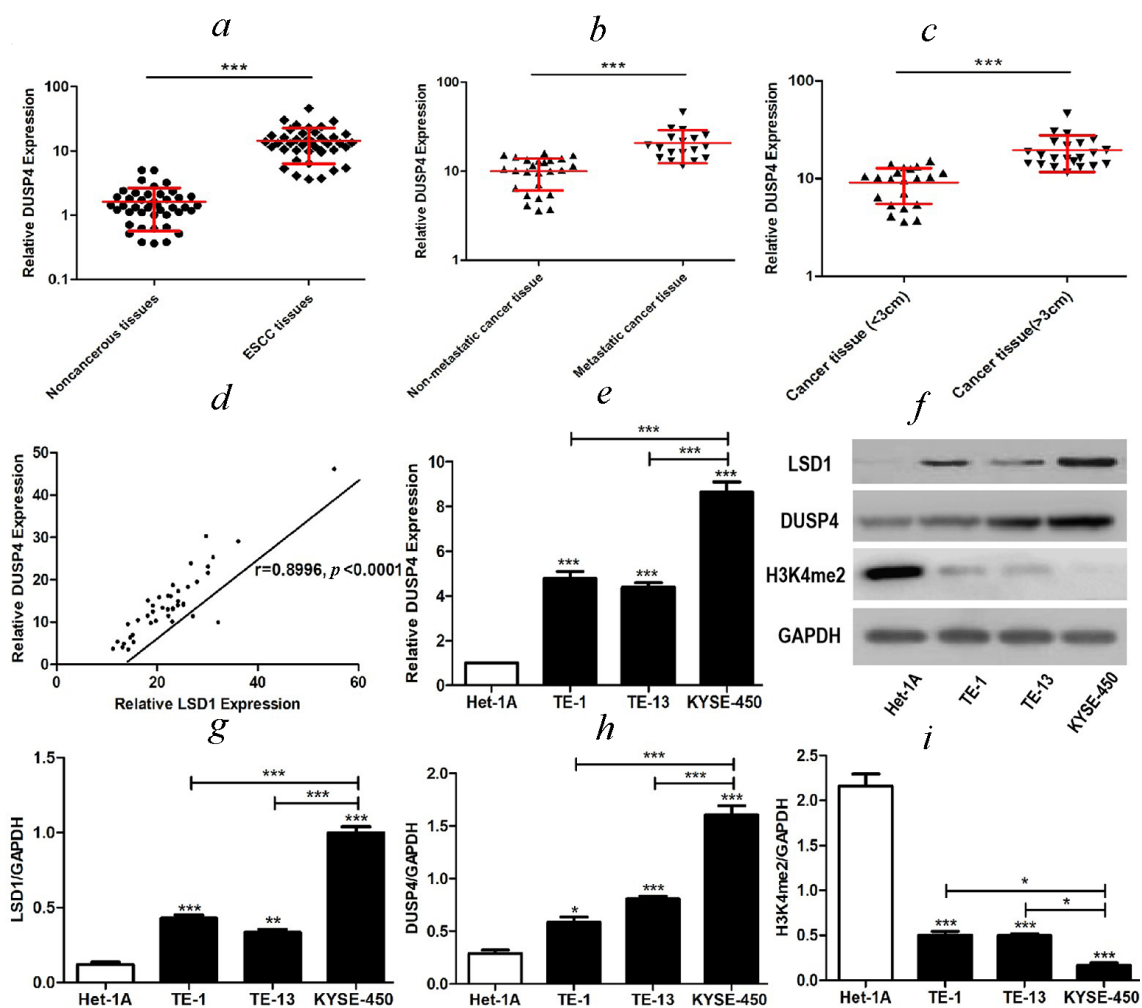 a
***
Relative DUSP4 Expression
100
10
1
0.1
Noncancerous tissues
ESCC tissues
b
***
Relative DUSP4 Expression
100
10
1
Non-metastatic cancer tissue
Metastatic cancer tissue
c
***
Relative DUSP4 Expression
100
10
1
Cancer tissue (<3cm)
Cancer tissue(>3cm)
d
Relative DUSP4 Expression
50
40
30
20
10
0
r=0.8996, p<0.0001
0 20 40 60
Relative LSD1 Expression
e
***
***
***
*** ***
Relative DUSP4 Expression
10
8
6
4
2
0
Het-1A TE-1 TE-13 KYSE-450
f
LSD1
DUSP4
H3K4me2
GAPDH
Het-1A TE-1 TE-13 KYSE-450
g
***
***
***
*** **
LSD1/GAPDH
1.5
1.0
0.5
0.0
Het-1A TE-1 TE-13 KYSE-450
h
***
***
***
* ***
DUSP4/GAPDH
2.0
1.5
1.0
0.5
0.0
Het-1A TE-1 TE-13 KYSE-450
i
*
*
*** *** ***
H3K4me2/GAPDH
2.5
2.0
1.5
1.0
0.5
0.0
Het-1A TE-1 TE-13 KYSE-450